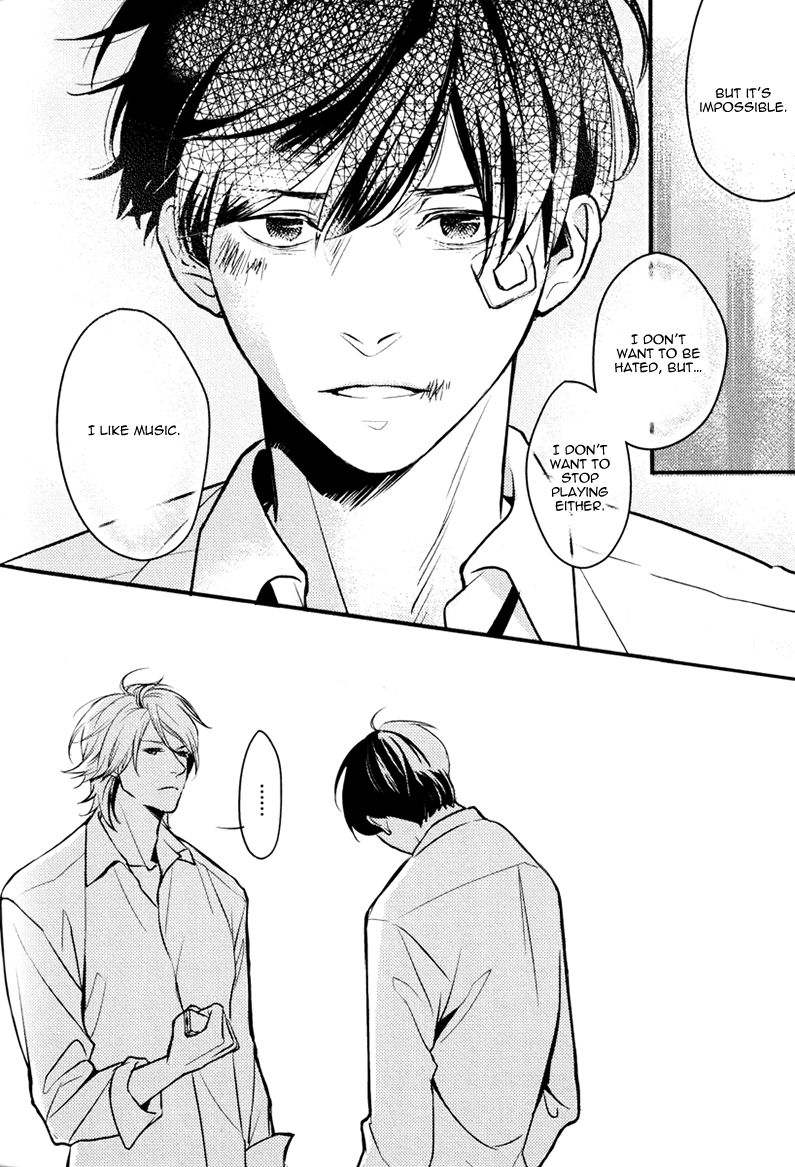 BUT IT'S
IMPOSSIBLE.
I DON'T
WANT TO BE
HATED, BUT...
I DON'T
WANT TO
STOP
PLAYING
EITHER.
I LIKE MUSIC.
........